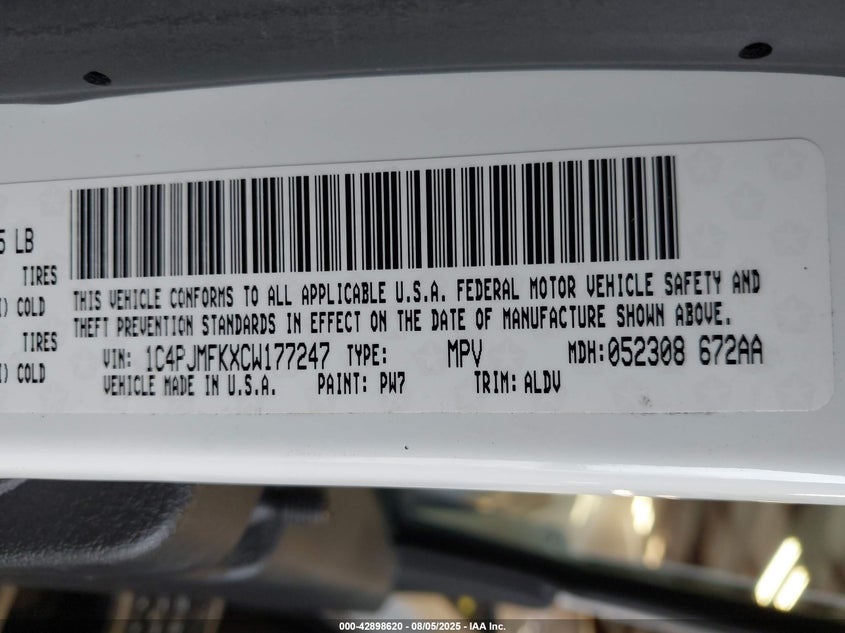 5 LB
TIRES
I) COLD
TIRES
I) COLD
THIS VEHICLE CONFORMS TO ALL APPLICABLE U.S.A. FEDERAL MOTOR VEHICLE SAFETY AND
THEFT PREVENTION STANDARDS IN EFFECT ON THE DATE OF MANUFACTURE SHOWN ABOVE.
VIN: 1C4PJMFKXCW177247 TYPE: MPV MDH: 052308 672AA
VEHICLE MADE IN U.S.A. PAINT: PW7 TRIM: ALDV
000-42898620 — 08/05/2025 — IAA Inc.